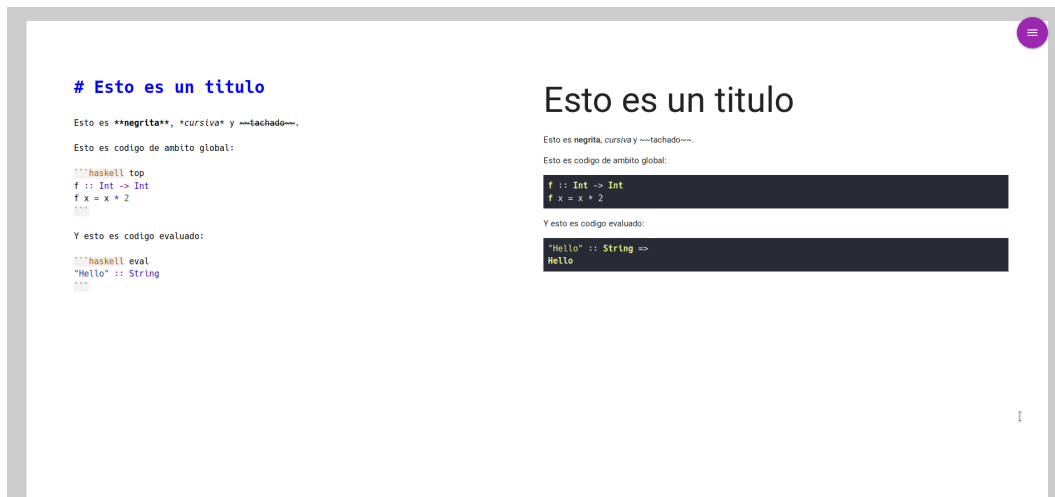 # Esto es un titulo
Esto es **negrita**, *cursiva* y ~~tachado~~.
Esto es codigo de ambito global:
```haskell top
f :: Int -> Int
f x = x * 2
```
Y esto es codigo evaluado:
```haskell eval
"Hello" :: String
```
Esto es un titulo
Esto es negrita, cursiva y ~~tachado~~.
Esto es codigo de ambito global:
f :: Int -> Int
f x = x * 2
Y esto es codigo evaluado:
"Hello" :: String =>
Hello